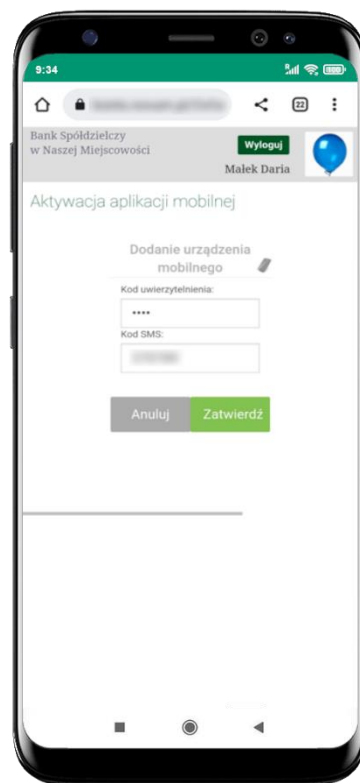 9:34
22
Bank Spółdzielczy
w Naszej Miejscowości
Wyloguj
Małek Daria
Aktywacja aplikacji mobilnej
Dodanie urządzenia
mobilnego
Kod uwierzytelnienia:
••••
Kod SMS:
Anuluj
Zatwierdź